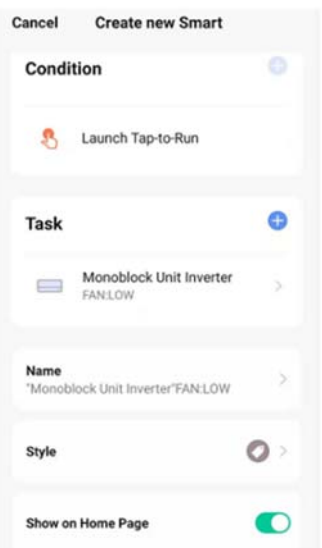 Cancel Create new Smart
Condition
Launch Tap-to-Run
Task
Monoblock Unit Inverter
FAN:LOW
Name
"Monoblock Unit Inverter"FAN:LOW
Style
Show on Home Page